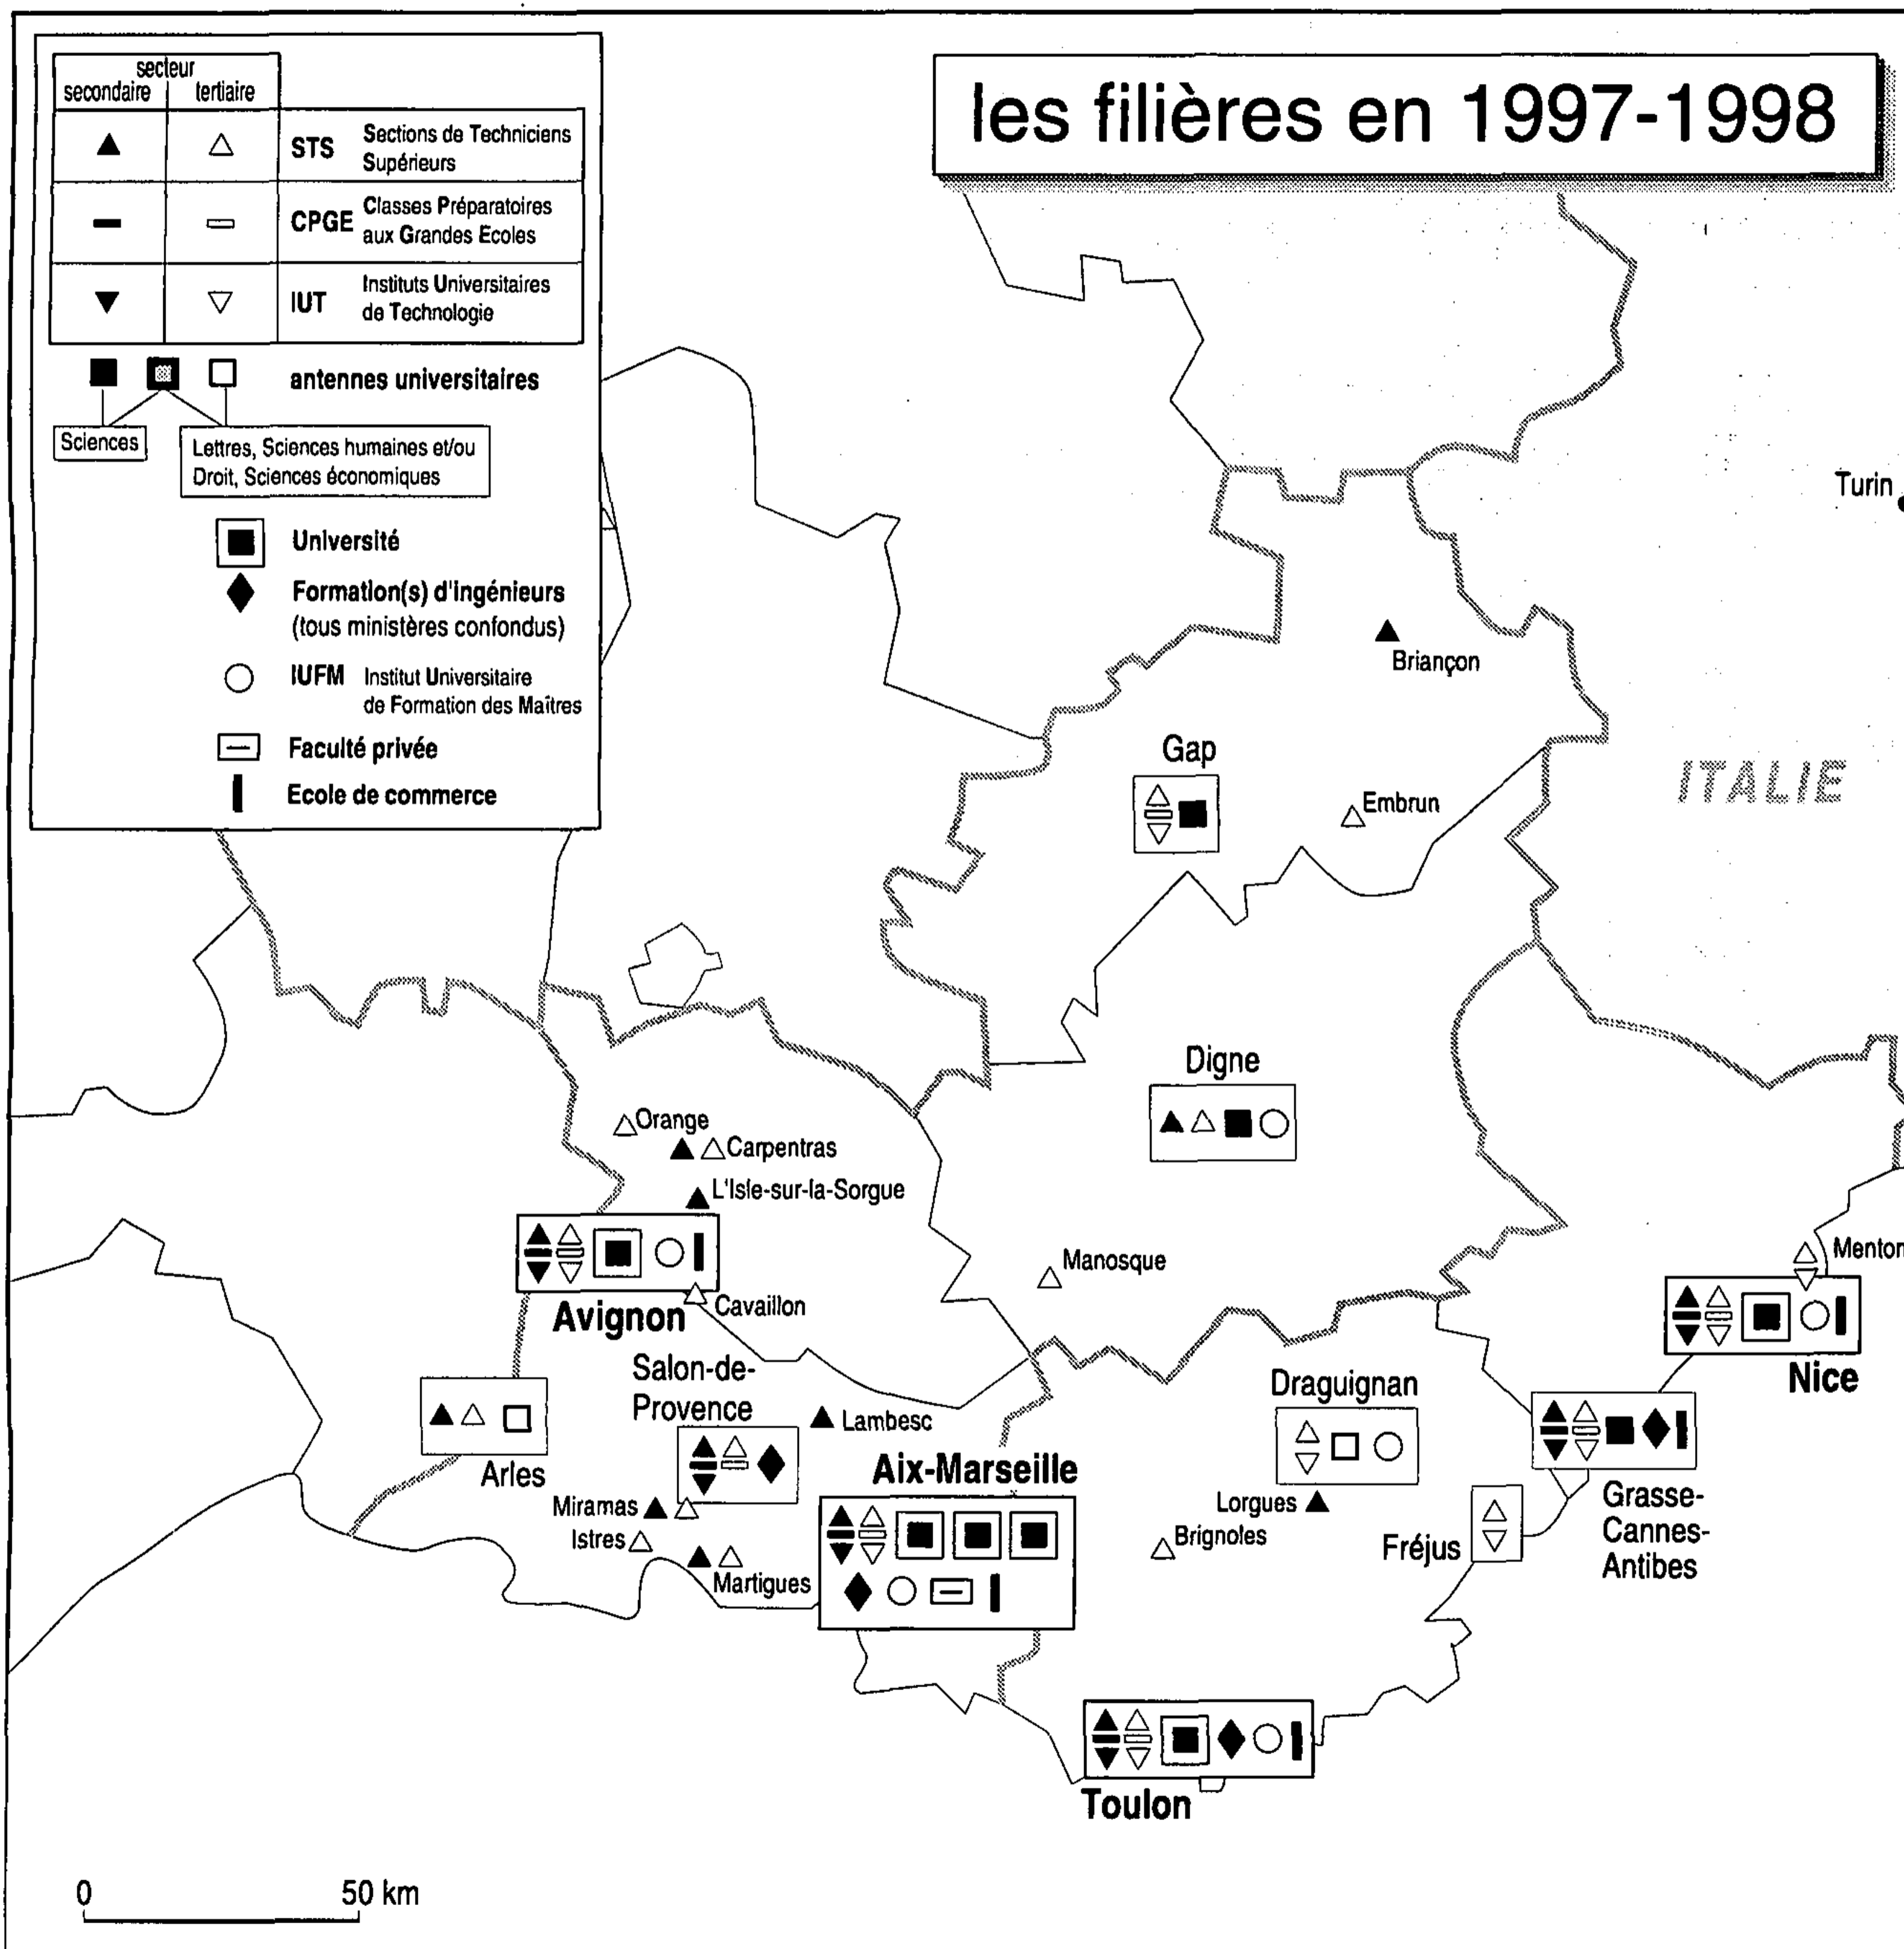 les filières en 1997-1998
secteur
secondaire tertiaire
STS Sections de Techniciens
Supérieurs
CPGE Classes Préparatoires
aux Grandes Ecoles
IUT Instituts Universitaires
de Technologie
antennes universitaires
Sciences
Lettres, Sciences humaines et/ou
Droit, Sciences économiques
Université
Formation(s) d'ingénieurs
(tous ministères confondus)
IUFM Institut Universitaire
de Formation des Maîtres
Faculté privée
Ecole de commerce
Turin
Briançon
Gap
Embrun
ITALIE
Digne
Orange
Carpentras
L'Isle-sur-la-Sorgue
Manosque
Menton
Avignon
Cavaillon
Nice
Salon-de-
Provence
Lambesc
Draguignan
Arles
Aix-Marseille
Miramas
Istres
Martigues
Lorgues
Brignoles
Fréjus
Grasse-
Cannes-
Antibes
Toulon
0 50 km